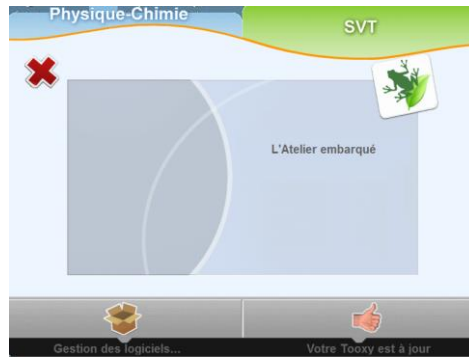 Physique-Chimie
SVT
L'Atelier embarqué
Gestion des logiciels...
Votre Tooxy est à jour